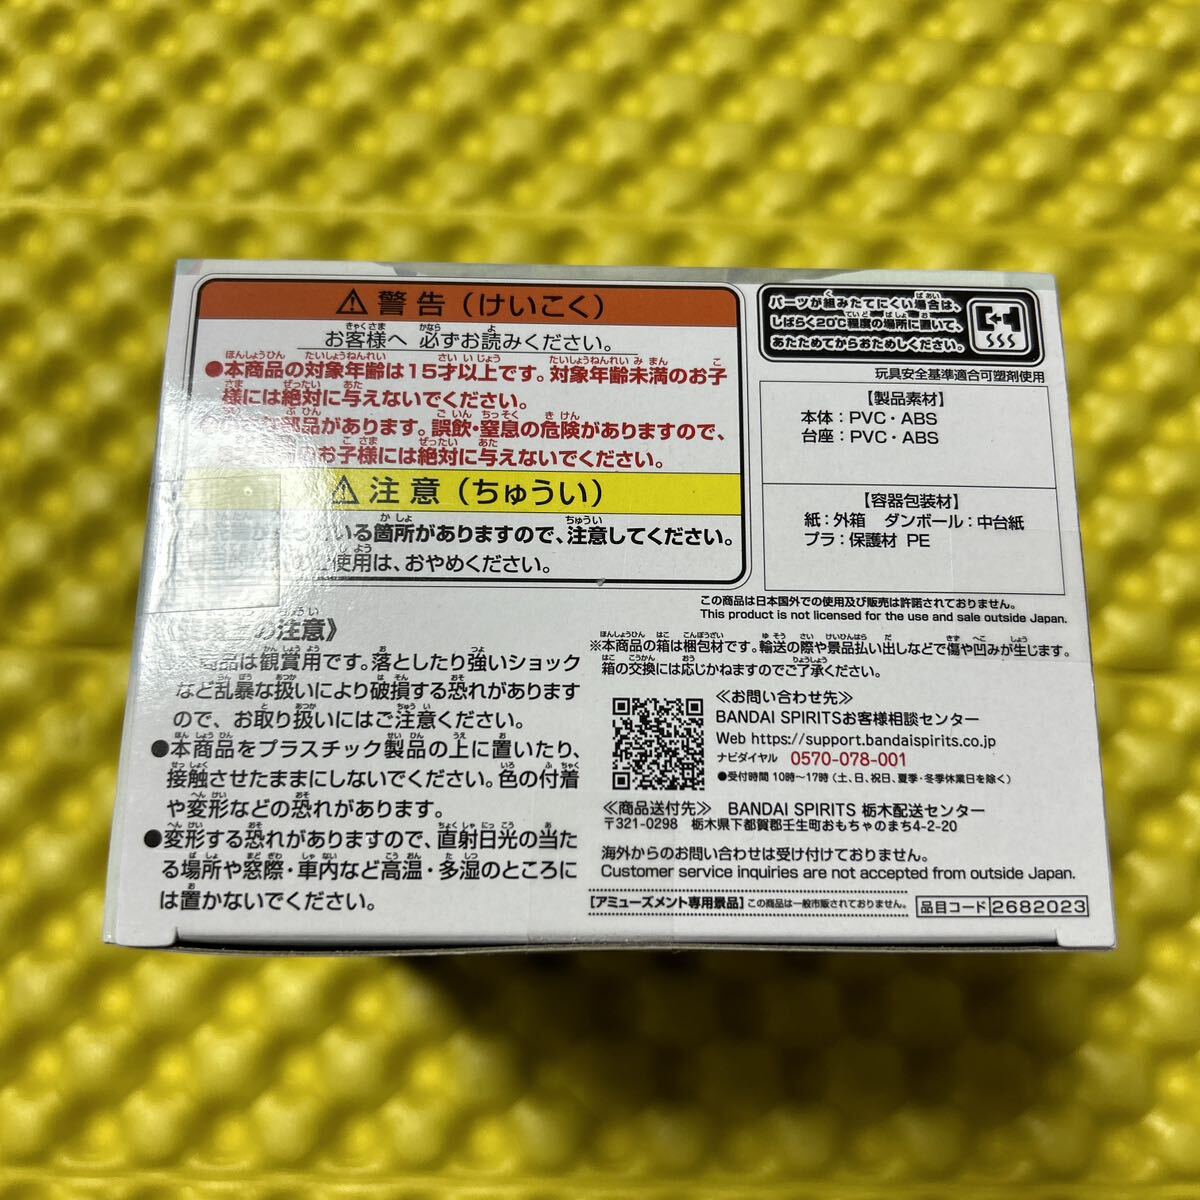 ⚠警告（けいこく）
お客様へ 必ずお読みください。
●本商品の対象年齢は15才以上です。対象年齢未満のお子
様には絶対に与えないでください。
部品があります。誤飲・窒息の危険がありますので、
のお子様には絶対に与えないでください。
⚠注意（ちゅうい）
いる箇所がありますので、注意してください。
使用は、おやめください。
の注意》
商品は観賞用です。落としたり強いショック
など乱暴な扱いにより破損する恐れがあります
ので、お取り扱いにはご注意ください。
●本商品をプラスチック製品の上に置いたり、
接触させたままにしないでください。色の付着
や変形などの恐れがあります。
●変形する恐れがありますので、直射日光の当た
る場所や窓際・車内など高温・多湿のところに
は置かないでください。
パーツが組みたてにくい場合は、
しばらく20℃程度の場所に置いて、
あたためてからおためしください。
玩具安全基準適合可塑剤使用
【製品素材】
本体：PVC・ABS
台座：PVC・ABS
【容器包装材】
紙：外箱 ダンボール：中台紙
プラ：保護材 PE
この商品は日本国外での使用及び販売は許諾されておりません。
This product is not licensed for the use and sale outside Japan.
※本商品の箱は梱包材です。輸送の際や景品払い出しなどで傷や凹みが生じます。
箱の交換には応じかねますのでご了承ください。
≪お問い合わせ先≫
BANDAI SPIRITSお客様相談センター
Web https://support.bandaispirits.co.jp
ナビダイヤル 0570-078-001
●受付時間 10時～17時（土、日、祝日、夏季・冬季休業日を除く）
≪商品送付先≫ BANDAI SPIRITS 栃木配送センター
〒321-0298 栃木県下都賀郡壬生町おもちゃのまち4-2-20
海外からのお問い合わせは受け付けておりません。
Customer service inquiries are not accepted from outside Japan.
【アミューズメント専用景品】この商品は一般市販されておりません。 品目コード 2682023